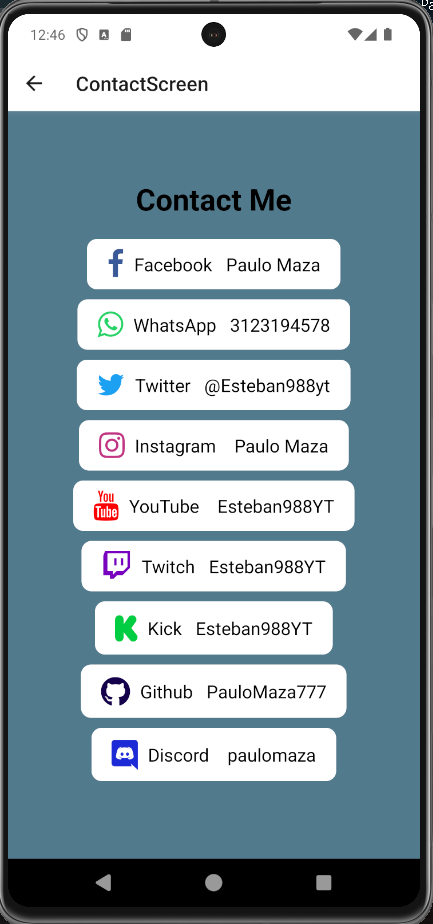 12:46
ContactScreen
Contact Me
Facebook Paulo Maza
WhatsApp 3123194578
Twitter @Esteban988yt
Instagram Paulo Maza
You
Tube
YouTube Esteban988YT
Twitch Esteban988YT
Kick Esteban988YT
Github PauloMaza777
Discord paulomaza